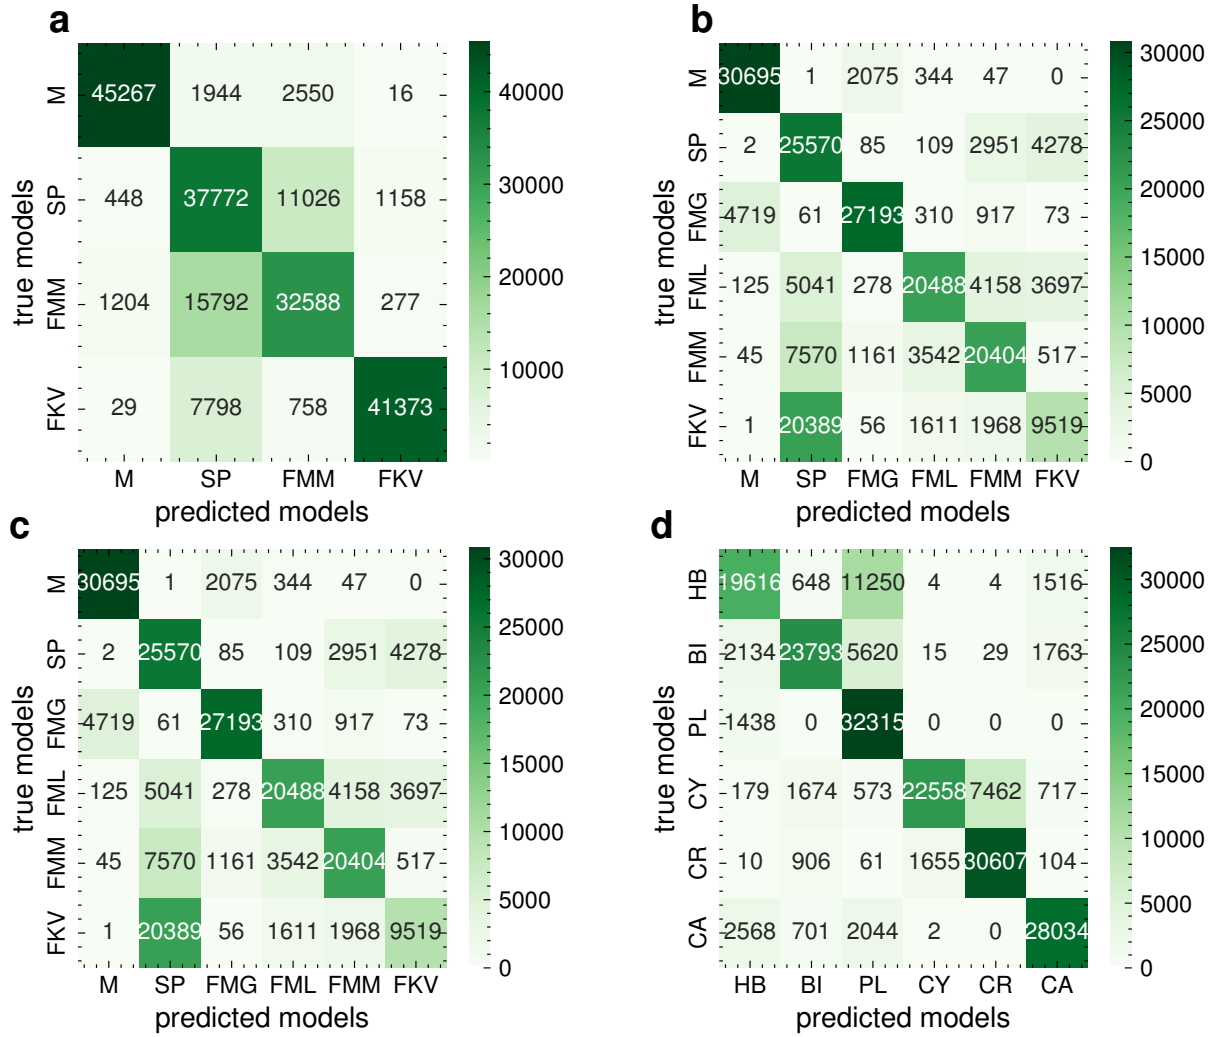 a
M 45267 1944 2550 16
SP 448 37772 11026 1158
FMM 1204 15792 32588 277
FKV 29 7798 758 41373
M SP FMM FKV
predicted models
true models
40000
30000
20000
10000
b
M 30695 1 2075 344 47 0
SP 2 25570 85 109 2951 4278
FMG 4719 61 27193 310 917 73
FML 125 5041 278 20488 4158 3697
FMM 45 7570 1161 3542 20404 517
FKV 1 20389 56 1611 1968 9519
M SP FMG FML FMM FKV
predicted models
true models
30000
25000
20000
15000
10000
5000
0
c
M 30695 1 2075 344 47 0
SP 2 25570 85 109 2951 4278
FMG 4719 61 27193 310 917 73
FML 125 5041 278 20488 4158 3697
FMM 45 7570 1161 3542 20404 517
FKV 1 20389 56 1611 1968 9519
M SP FMG FML FMM FKV
predicted models
true models
30000
25000
20000
15000
10000
5000
0
d
HB 19616 648 11250 4 4 1516
BI 2134 23793 5620 15 29 1763
PL 1438 0 32315 0 0 0
CY 179 1674 573 22558 7462 717
CR 10 906 61 1655 30607 104
CA 2568 701 2044 2 0 28034
HB BI PL CY CR CA
predicted models
true models
30000
25000
20000
15000
10000
5000
0